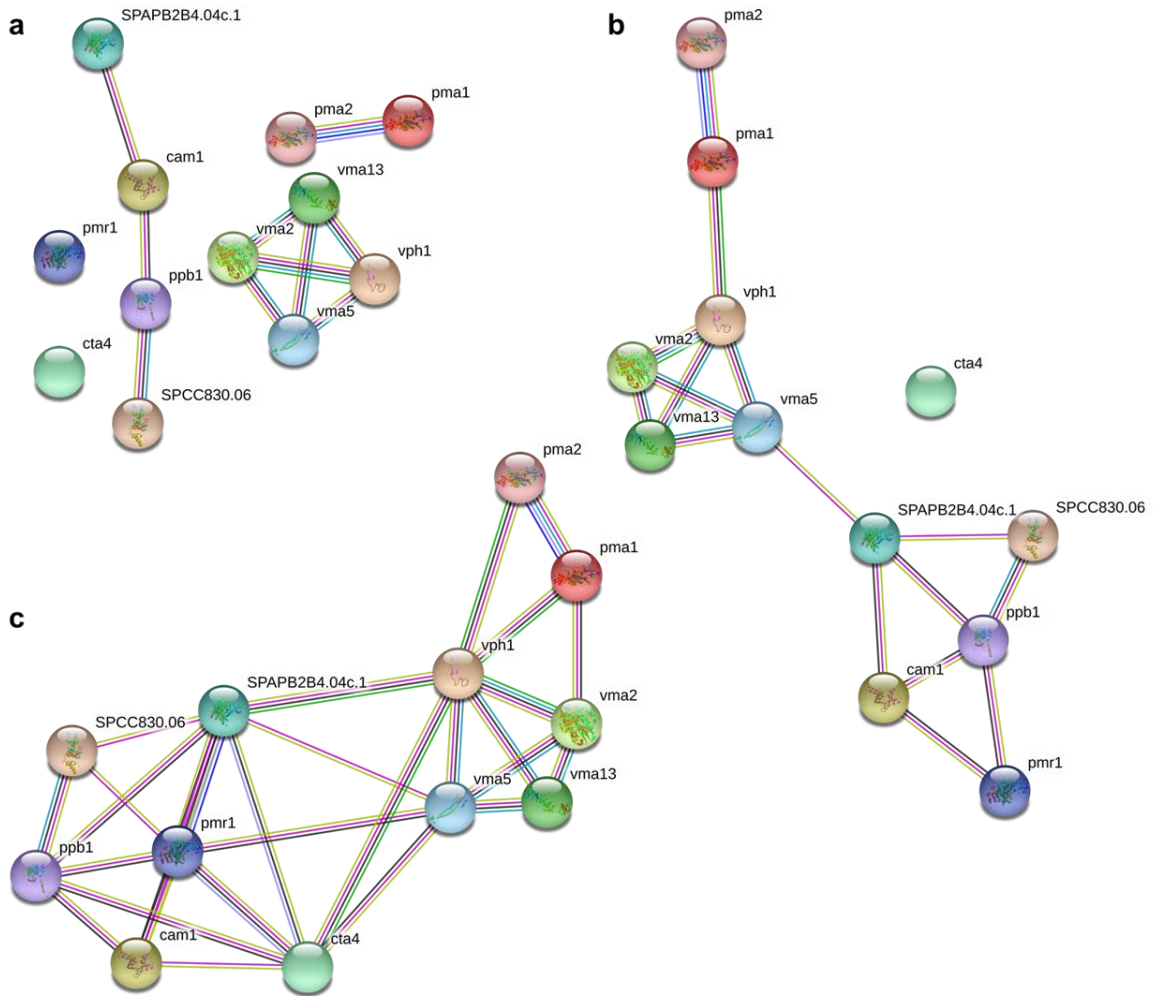 a
SPAPB2B4.04c.1
pma2
pma1
cam1
vma13
pmr1
vma2
vph1
ppb1
vma5
cta4
SPCC830.06
b
pma2
pma1
vph1
vma2
cta4
vma5
vma13
SPAPB2B4.04c.1
SPCC830.06
ppb1
cam1
pmr1
c
pma2
pma1
vph1
SPAPB2B4.04c.1
vma2
SPCC830.06
vma5
vma13
pmr1
ppb1
cam1
cta4